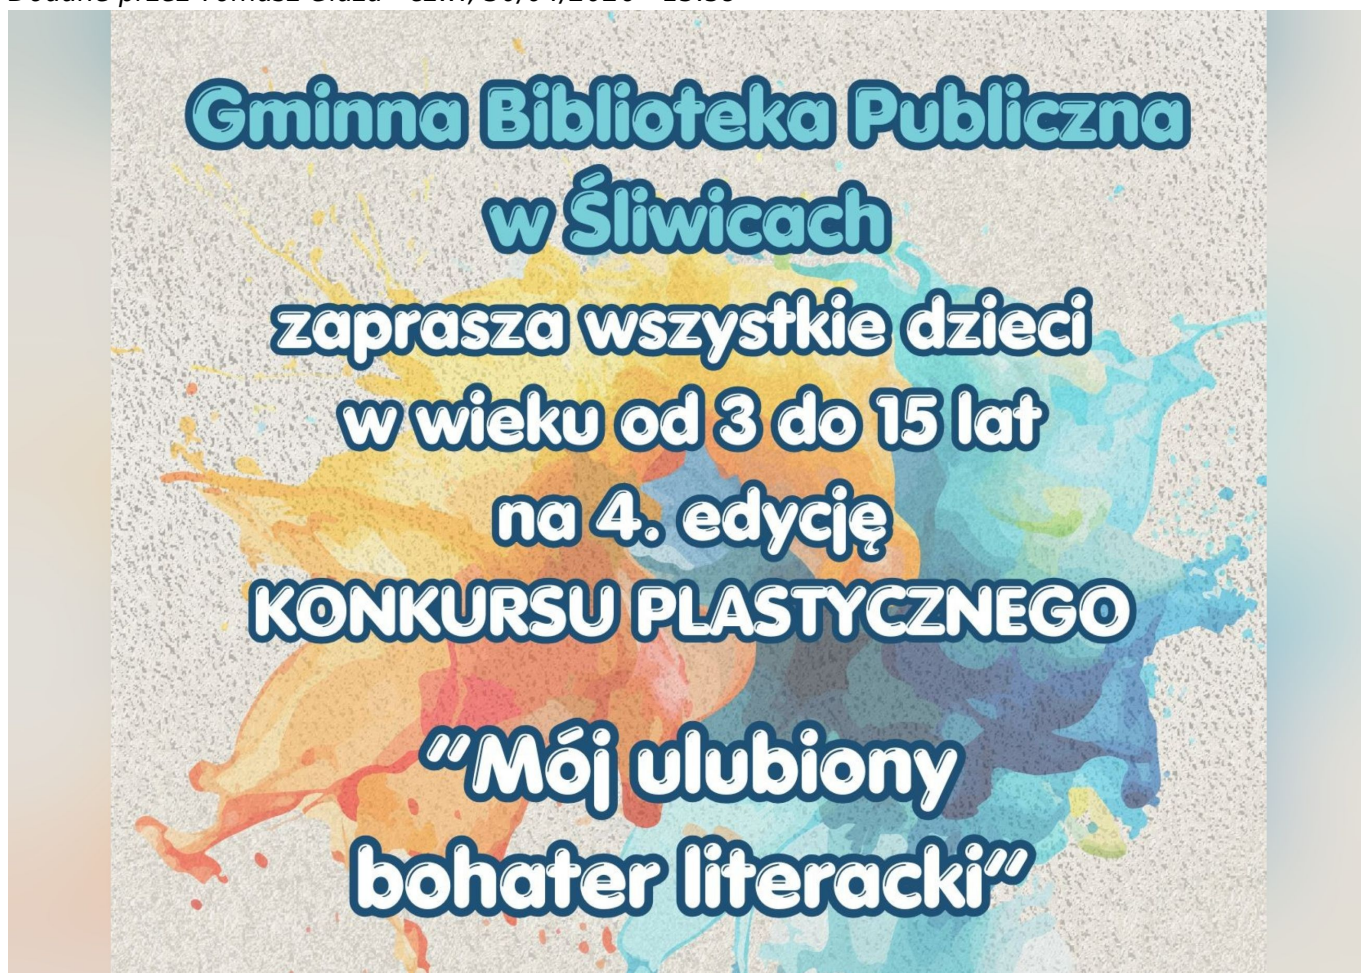 Gminna Biblioteka Publiczna
w Śliwicach
zaprasza wszystkie dzieci
w wieku od 3 do 15 lat
na 4. edycję
KONKURSU PLASTYCZNEGO
"Mój ulubiony
bohater literacki"